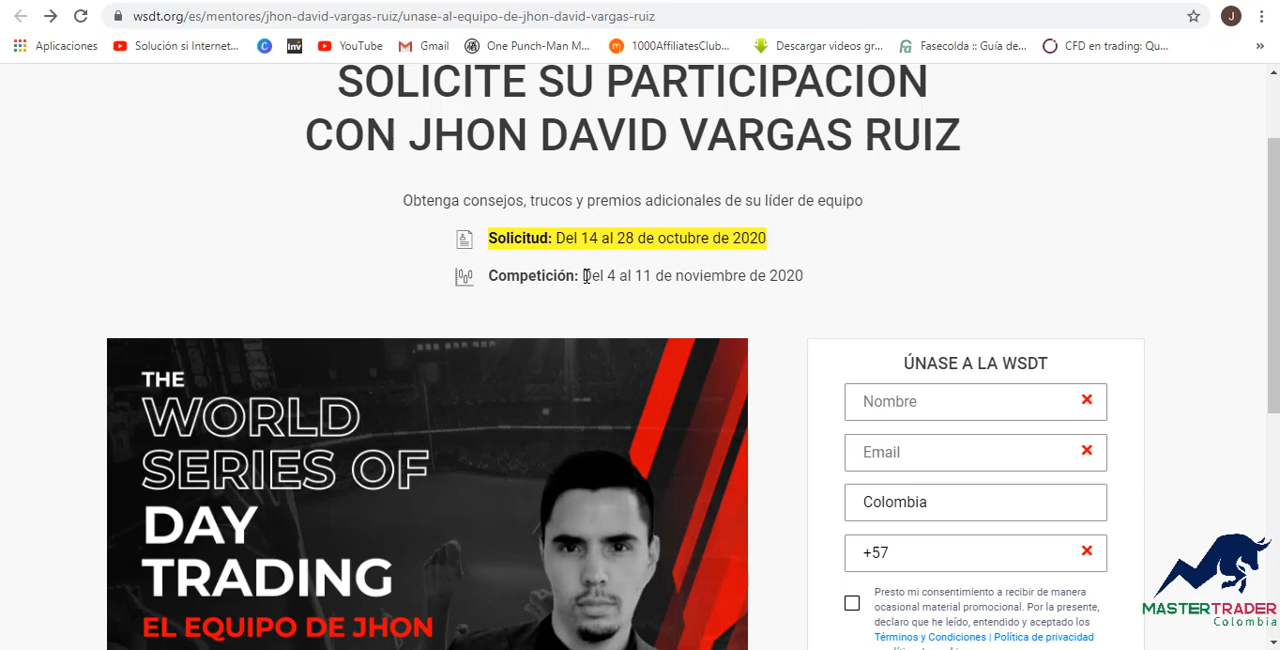 wsdt.org/es/mentores/jhon-david-vargas-ruiz/unase-al-equipo-de-jhon-david-vargas-ruiz
J
Aplicaciones
Solución si Internet...
C
Inv
YouTube
Gmail
One Punch-Man M...
1000AffiliatesClub...
Descargar videos gr...
Fasecolda :: Guía de...
CFD en trading: Qu...
»
SOLICITE SU PARTICIPACIÓN
CON JHON DAVID VARGAS RUIZ
Obtenga consejos, trucos y premios adicionales de su líder de equipo
Solicitud: Del 14 al 28 de octubre de 2020
Competición: Del 4 al 11 de noviembre de 2020
THE
WORLD
SERIES OF
DAY
TRADING
EL EQUIPO DE JHON
ÚNASE A LA WSDT
Nombre
Email
Colombia
+57
Presto mi consentimiento a recibir de manera
ocasional material promocional. Por la presente,
declaro que he leído, entendido y aceptado los
Términos y Condiciones | Política de privacidad
MASTERTRADER
Colombia